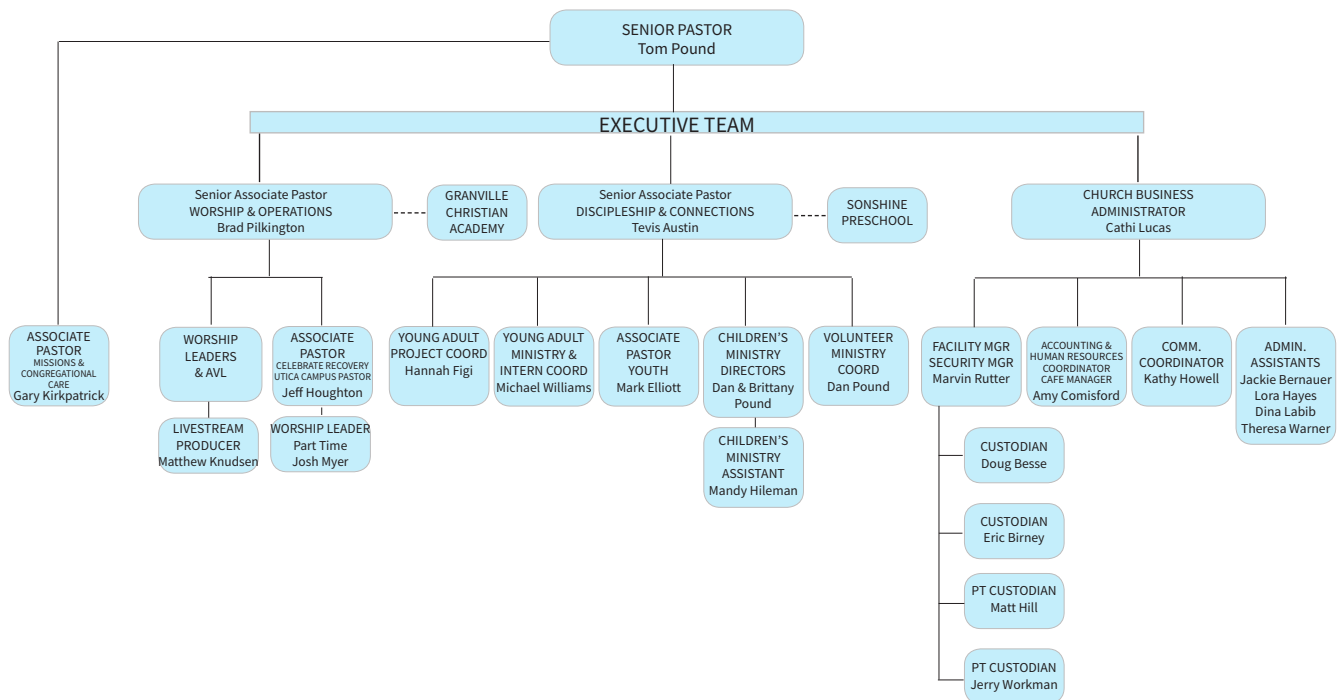 SENIOR PASTOR
Tom Pound
EXECUTIVE TEAM
Senior Associate Pastor
WORSHIP & OPERATIONS
Brad Pilkington
GRANVILLE
CHRISTIAN
ACADEMY
Senior Associate Pastor
DISCIPLESHIP & CONNECTIONS
Tevis Austin
SONSHINE
PRESCHOOL
CHURCH BUSINESS
ADMINISTRATOR
Cathi Lucas
ASSOCIATE
PASTOR
MISSIONS &
CONGREGATIONAL
CARE
Gary Kirkpatrick
WORSHIP
LEADERS
& AVL
ASSOCIATE
PASTOR
CELEBRATE RECOVERY
UTICA CAMPUS PASTOR
Jeff Houghton
YOUNG ADULT
PROJECT COORD
Hannah Figi
YOUNG ADULT
MINISTRY &
INTERN COORD
Michael Williams
ASSOCIATE
PASTOR
YOUTH
Mark Elliott
CHILDREN'S
MINISTRY
DIRECTORS
Dan & Brittany
Pound
VOLUNTEER
MINISTRY
COORD
Dan Pound
FACILITY MGR
SECURITY MGR
Marvin Rutter
ACCOUNTING &
HUMAN RESOURCES
COORDINATOR
CAFE MANAGER
Amy Comisford
COMM.
COORDINATOR
Kathy Howell
ADMIN.
ASSISTANTS
Jackie Bernauer
Lora Hayes
Dina Labib
Theresa Warner
LIVESTREAM
PRODUCER
Matthew Knudsen
WORSHIP LEADER
Part Time
Josh Myer
CHILDREN'S
MINISTRY
ASSISTANT
Mandy Hileman
CUSTODIAN
Doug Besse
CUSTODIAN
Eric Birney
PT CUSTODIAN
Matt Hill
PT CUSTODIAN
Jerry Workman